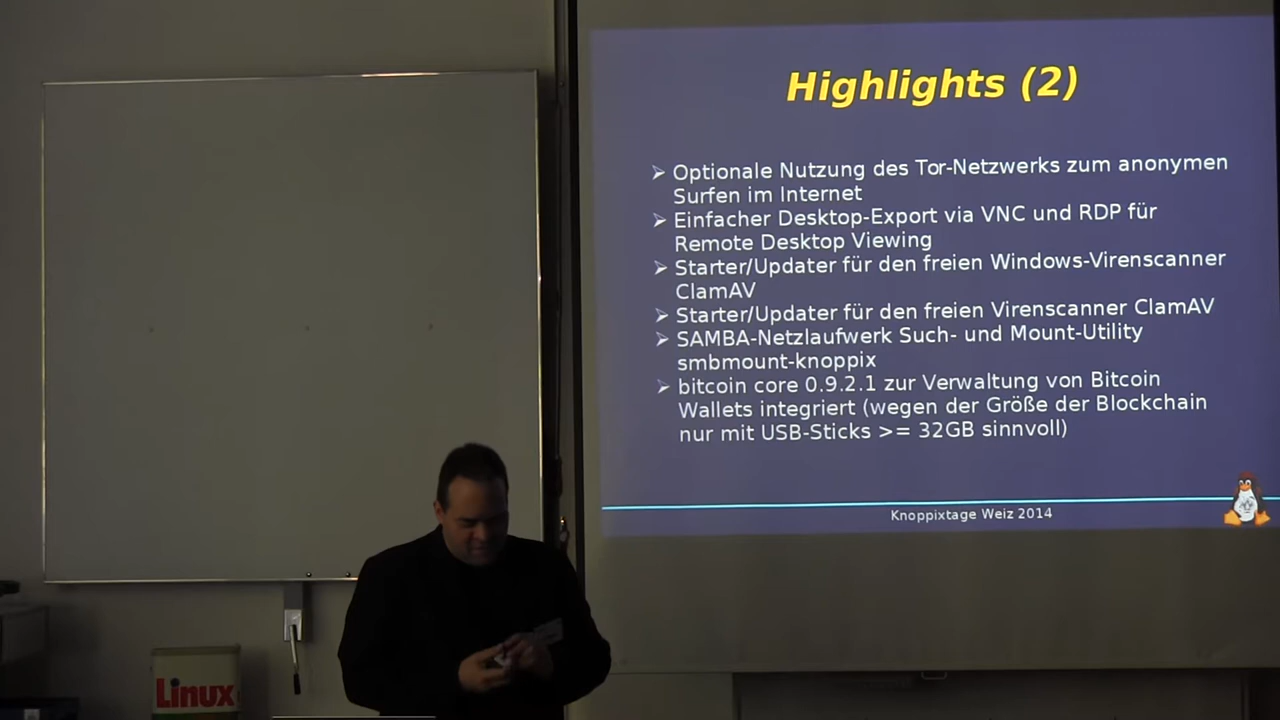 Highlights (2)
➢ Optionale Nutzung des Tor-Netzwerks zum anonymen
Surfen im Internet
➢ Einfacher Desktop-Export via VNC und RDP für
Remote Desktop Viewing
➢ Starter/Updater für den freien Windows-Virenscanner
ClamAV
➢ Starter/Updater für den freien Virenscanner ClamAV
➢ SAMBA-Netzlaufwerk Such- und Mount-Utility
smbmount-knoppix
➢ bitcoin core 0.9.2.1 zur Verwaltung von Bitcoin
Wallets integriert (wegen der Größe der Blockchain
nur mit USB-Sticks >= 32GB sinnvoll)
Knoppixtage Weiz 2014
Linux